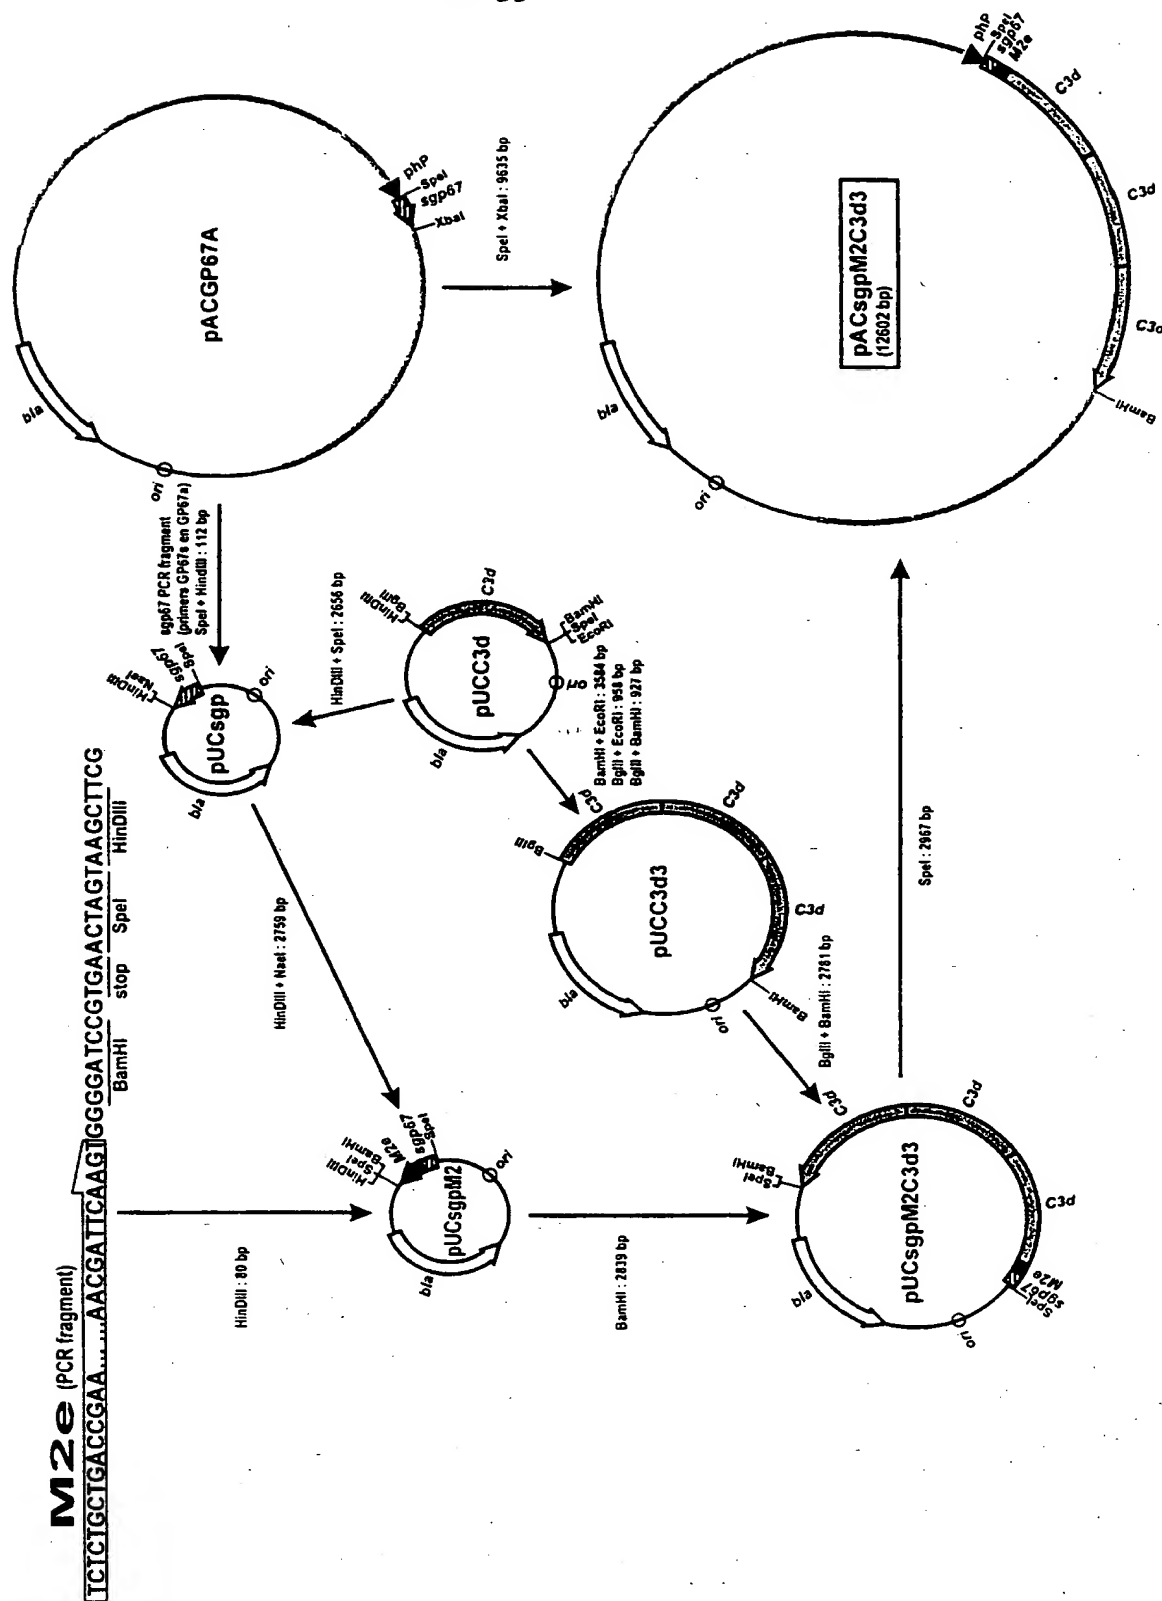 M2e (PCR fragment)
TCTCTGCTGACCGAA... ...AACGATTCAAGTGGGGATCCGTGAACTAGTAAGCTTCG
BamHI stop SpeI HinDIII
HinDIII : 80 bp
HinDIII
SpeI
BamHI
M2e
sgp67
SpeI
ori
bla
pUCsgpM2
BamHI : 2839 bp
HinDIII + NaeI : 2759 bp
HinDIII
NaeI
sgp67
SpeI
ori
bla
pUCsgp
sgp67 PCR fragment
(primers GP67s en GP67a)
SpeI + HindIII : 112 bp
pACGP67A
bla
ori
phP
SpeI
sgp67
XbaI
SpeI + XbaI : 9635 bp
HinDIII + SpeI : 2656 bp
HinDIII
BglII
C3d
BamHI
SpeI
EcoRI
ori
bla
pUCC3d
BamHI + EcoRI : 3584 bp
BglII + EcoRI : 958 bp
BglII + BamHI : 927 bp
BglII
C3d
C3d
C3d
BamHI
ori
bla
pUCC3d3
BglII + BamHI : 2781 bp
SpeI
BamHI
C3d
C3d
C3d
M2e
sgp67
SpeI
ori
bla
pUCsgpM2C3d3
SpeI : 2967 bp
pACsgpM2C3d3
(12602 bp)
bla
ori
phP
SpeI
sgp67
M2e
C3d
C3d
C3d
BamHI